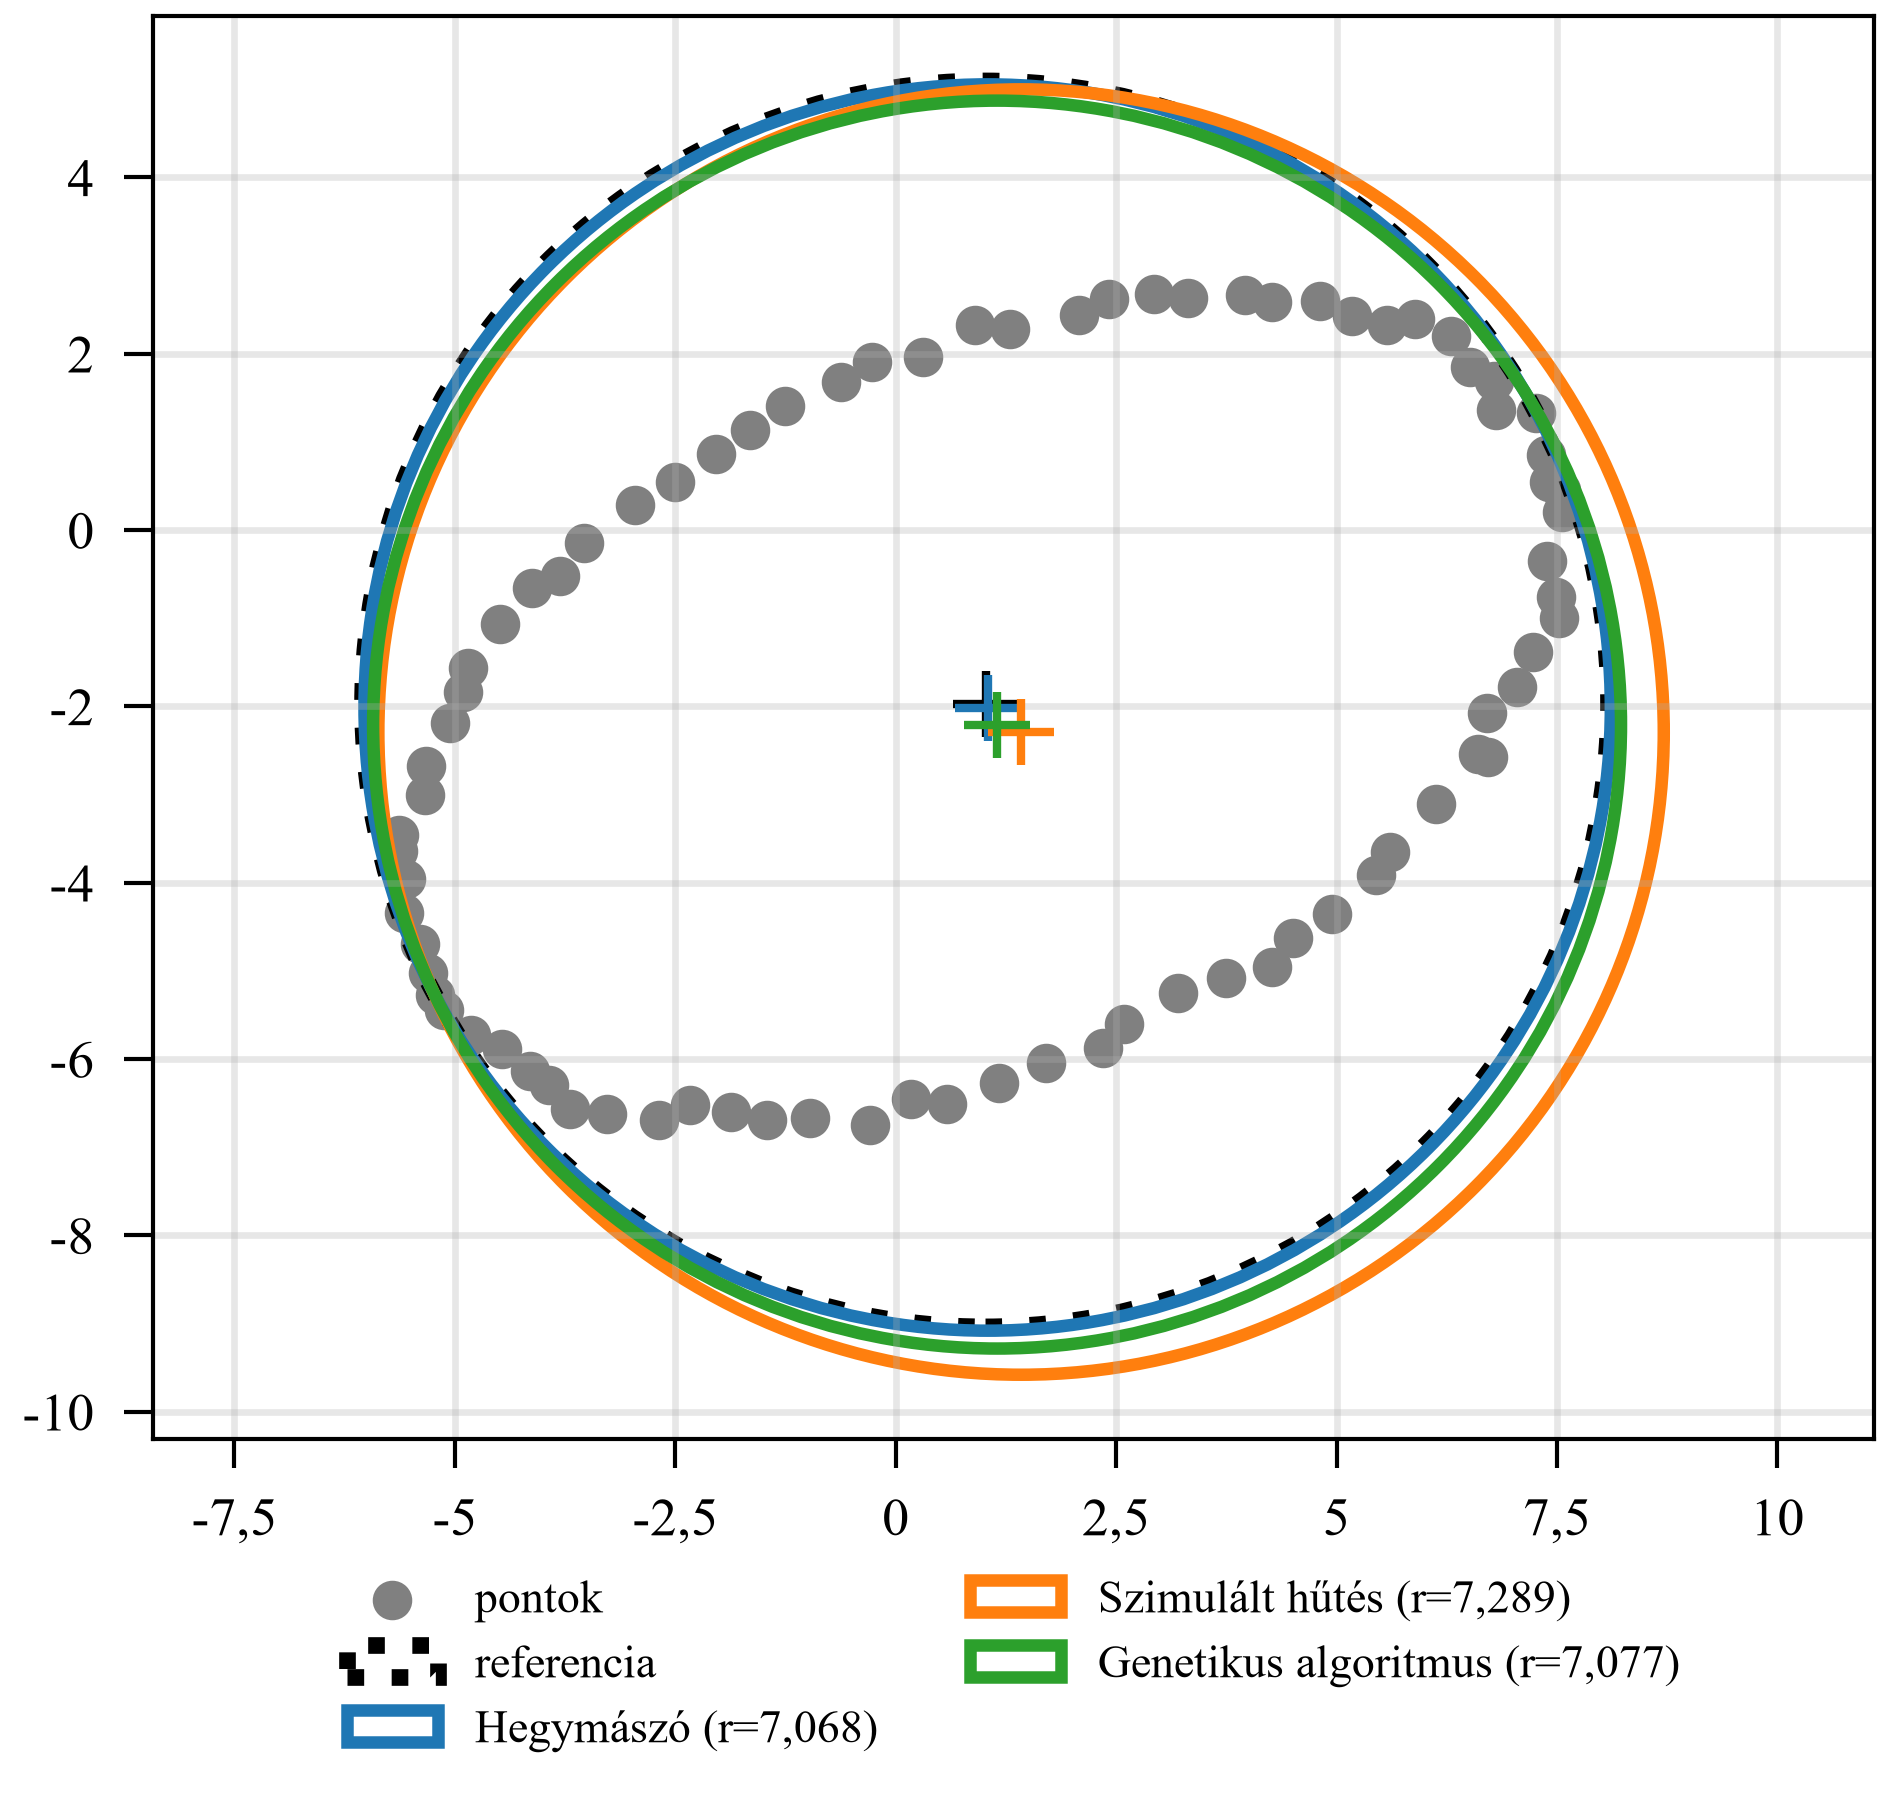 4
2
0
-2
-4
-6
-8
-10
-7,5 -5 -2,5 0 2,5 5 7,5 10
pontok
referencia
Hegymászó (r=7,068)
Szimulált hűtés (r=7,289)
Genetikus algoritmus (r=7,077)